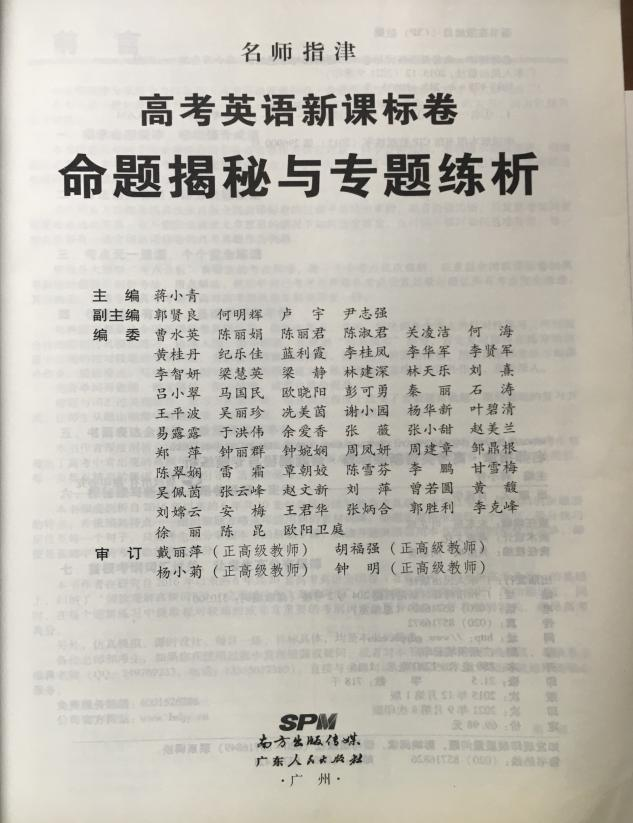 名师指津
高考英语新课标卷
命题揭秘与专题练析
主 编 蒋小青
副主编 郭贤良 何明辉 卢 宇 尹志强
编 委 曹水英 陈丽娟 陈丽君 陈淑君 关凌洁 何 海
黄桂丹 纪乐佳 蓝利霞 李桂凤 李华军 李贤军
李智妍 梁慧英 梁 静 林建深 林天乐 刘 熹
吕小翠 马国民 欧晓阳 彭可勇 秦 丽 石 涛
王平波 吴丽珍 冼美茵 谢小园 杨华新 叶碧清
易露露 于洪伟 余爱香 张 薇 张小甜 赵美兰
郑 萍 钟丽群 钟婉娴 周凤妍 周建章 邹鼎根
陈翠娴 雷 霜 覃朝姣 陈雪芬 李 鹏 甘雪梅
吴佩茵 张云峰 赵文新 刘 萍 曾若圆 黄 馥
刘嫦云 安 梅 王君华 张炳合 郭胜利 李克峰
徐 丽 陈 昆 欧阳卫庭
审 订 戴丽萍(正高级教师) 胡福强(正高级教师)
杨小菊(正高级教师) 钟 明(正高级教师)
SPM
南方出版传媒
广东人民出版社
·广 州·